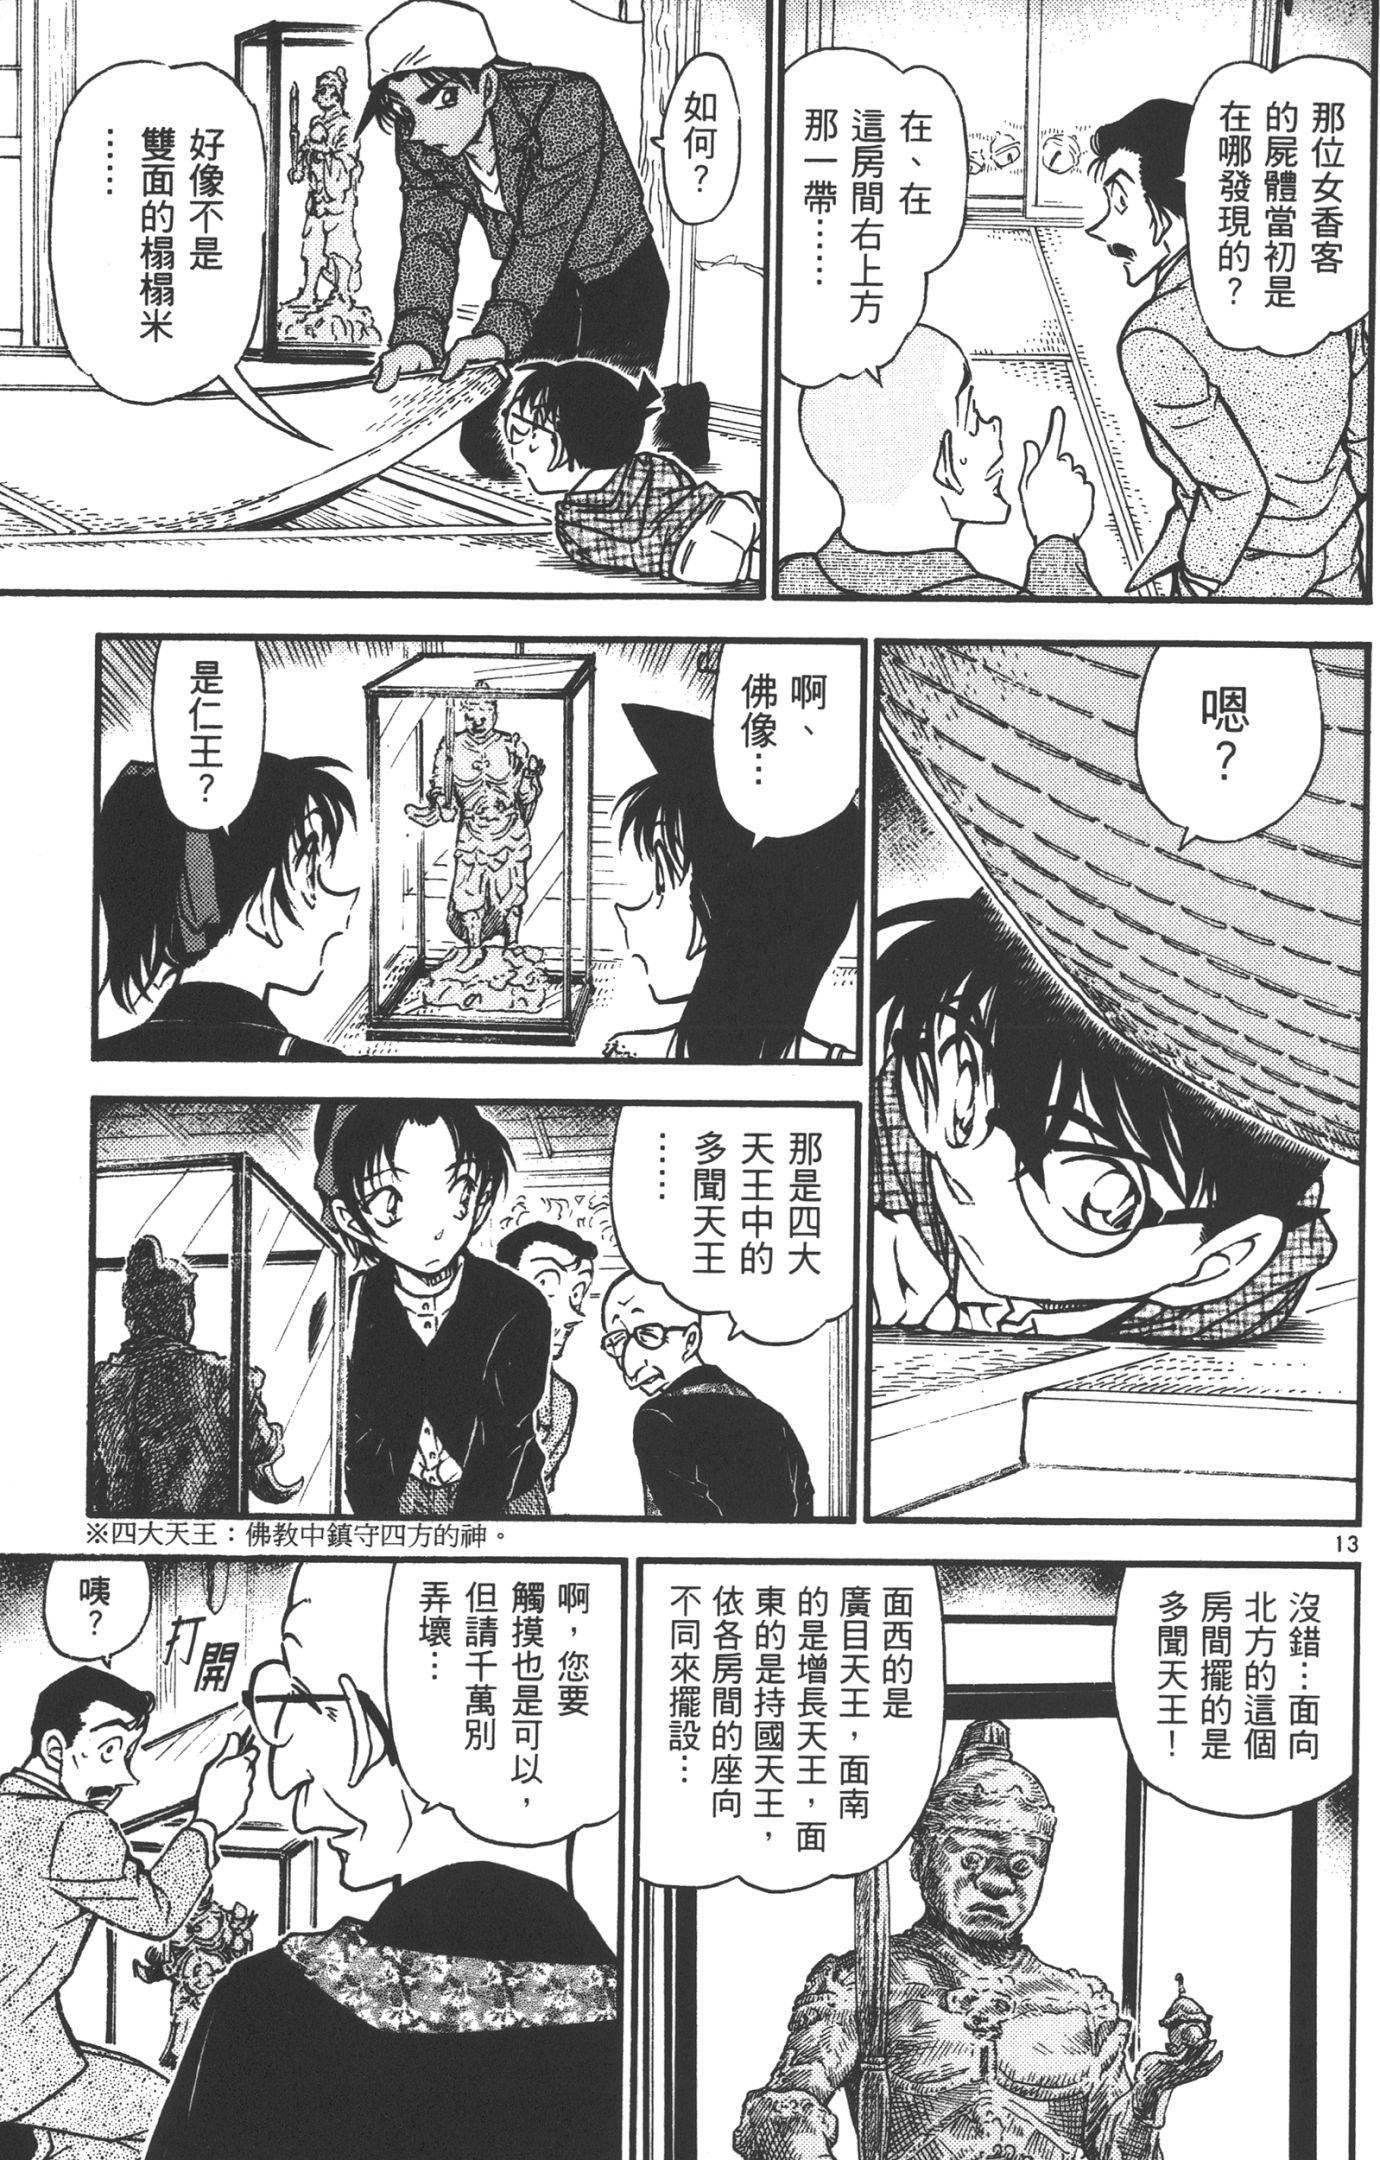 那位女香客
的屍體當初是
在哪發現的？
在、在
這房間右上方
那一帶……
如何？
好像不是
雙面的榻榻米
……
嗯？
啊、
佛像…
是仁王？
那是四大
天王中的
多聞天王
……
※四大天王：佛教中鎮守四方的神。
13
沒錯…面向
北方的這個
房間擺的是
多聞天王！
面西的是
廣目天王，面南
的是增長天王，面
東的是持國天王，
依各房間的座向
不同來擺設…
啊，您要
觸摸也是可以，
但請千萬別
弄壞…
打開
咦？